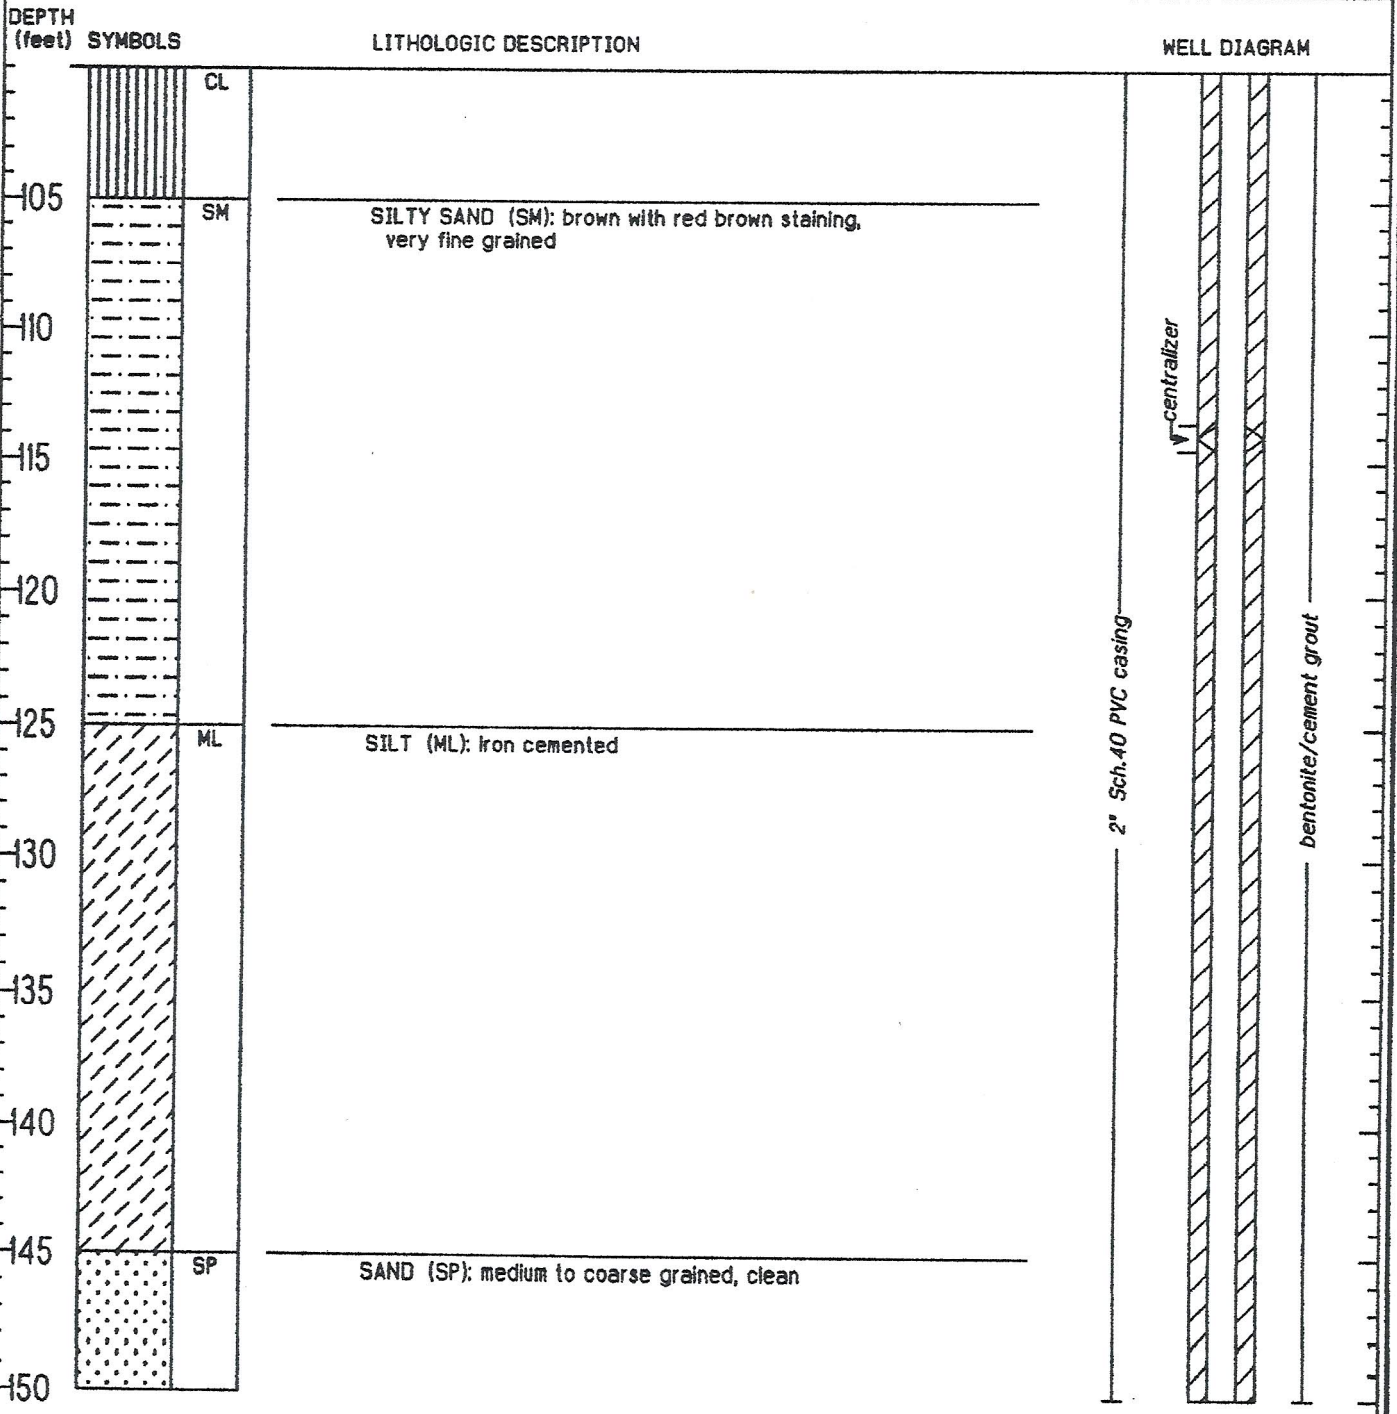 DEPTH
(feet) SYMBOLS LITHOLOGIC DESCRIPTION WELL DIAGRAM
CL
105
SM
SILTY SAND (SM): brown with red brown staining,
very fine grained
110
centralizer
115
120
2" Sch.40 PVC casing
bentonite/cement grout
125
ML
SILT (ML): iron cemented
130
135
140
145
SP
SAND (SP): medium to coarse grained, clean
150